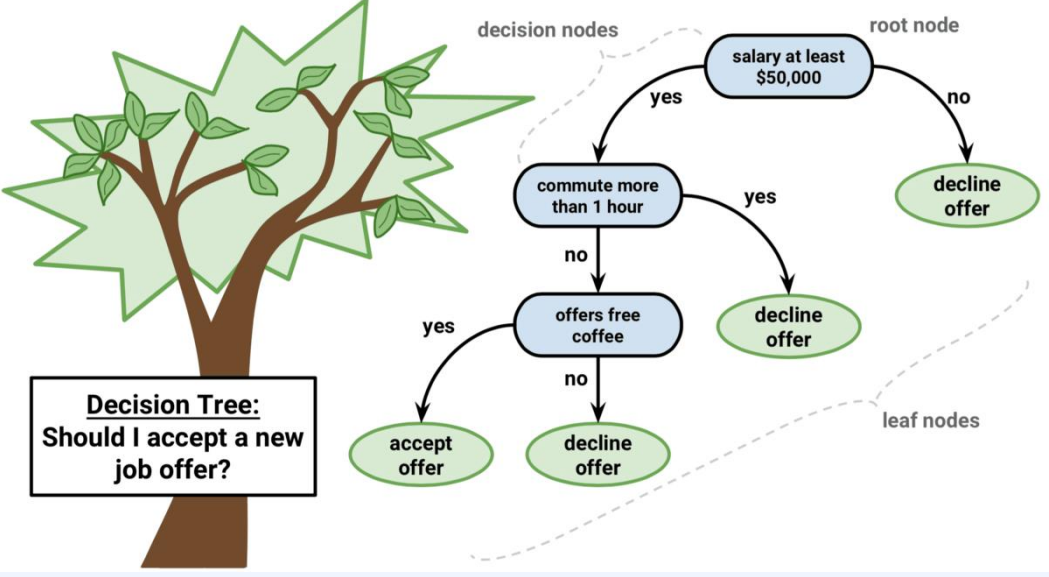 decision nodes
root node
salary at least
$50,000
yes
no
commute more
than 1 hour
yes
decline
offer
no
offers free
coffee
decline
offer
yes
no
Decision Tree:
Should I accept a new
job offer?
accept
offer
decline
offer
leaf nodes